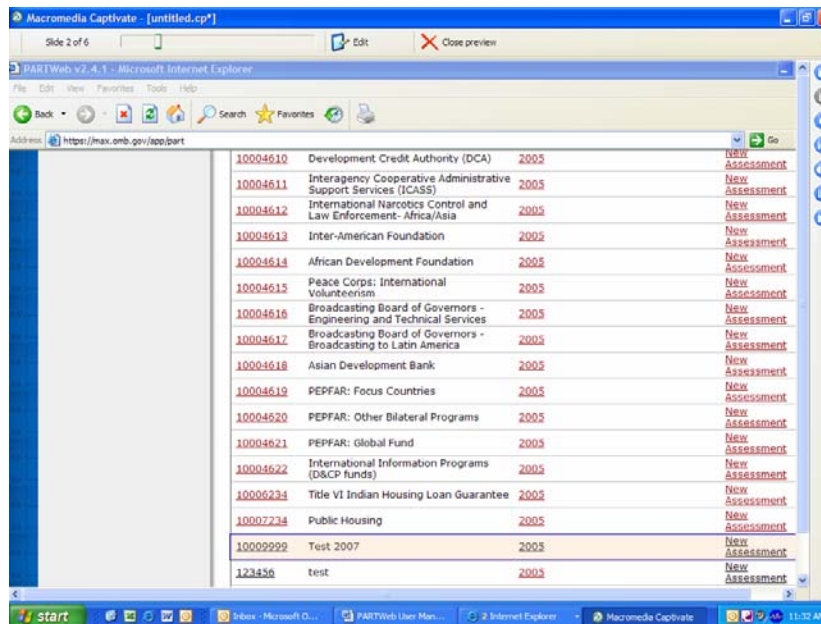 Macromedia Captivate - [untitled.cp*]
Slide 2 of 6 Edit Close preview
PARTWeb v2.4.1 - Microsoft Internet Explorer
File Edit View Favorites Tools Help
Back Search Favorites
Address https://max.omb.gov/app/part Go
10004610 Development Credit Authority (DCA) 2005 New
Assessment
10004611 Interagency Cooperative Administrative
Support Services (ICASS) 2005 New
Assessment
10004612 International Narcotics Control and
Law Enforcement- Africa/Asia 2005 New
Assessment
10004613 Inter-American Foundation 2005 New
Assessment
10004614 African Development Foundation 2005 New
Assessment
10004615 Peace Corps: International
Volunteerism 2005 New
Assessment
10004616 Broadcasting Board of Governors -
Engineering and Technical Services 2005 New
Assessment
10004617 Broadcasting Board of Governors -
Broadcasting to Latin America 2005 New
Assessment
10004618 Asian Development Bank 2005 New
Assessment
10004619 PEPFAR: Focus Countries 2005 New
Assessment
10004620 PEPFAR: Other Bilateral Programs 2005 New
Assessment
10004621 PEPFAR: Global Fund 2005 New
Assessment
10004622 International Information Programs
(D&CP funds) 2005 New
Assessment
10006234 Title VI Indian Housing Loan Guarantee 2005 New
Assessment
10007234 Public Housing 2005 New
Assessment
10009999 Test 2007 2005 New
Assessment
123456 test 2005 New
Assessment
start Inbox - Microsoft O... PARTWeb User Man... 2 Internet Explorer Macromedia Captivate 11:32 AM